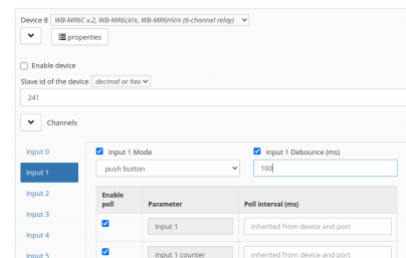 Device 8 WB-MR6C v.2, WB-MR6LV/x, WB-MR6HV/x (6-channel relay)
properties
Enable device
Slave id of the device decimal or hex
241
Channels
Input 0
Input 1 Mode Input 1 Debounce (ms)
Input 1
push button 100
Input 2
Enable poll Parameter Poll interval (ms)
Input 3
Input 1 inherited from device and port
Input 4
Input 5
Input 1 counter inherited from device and port